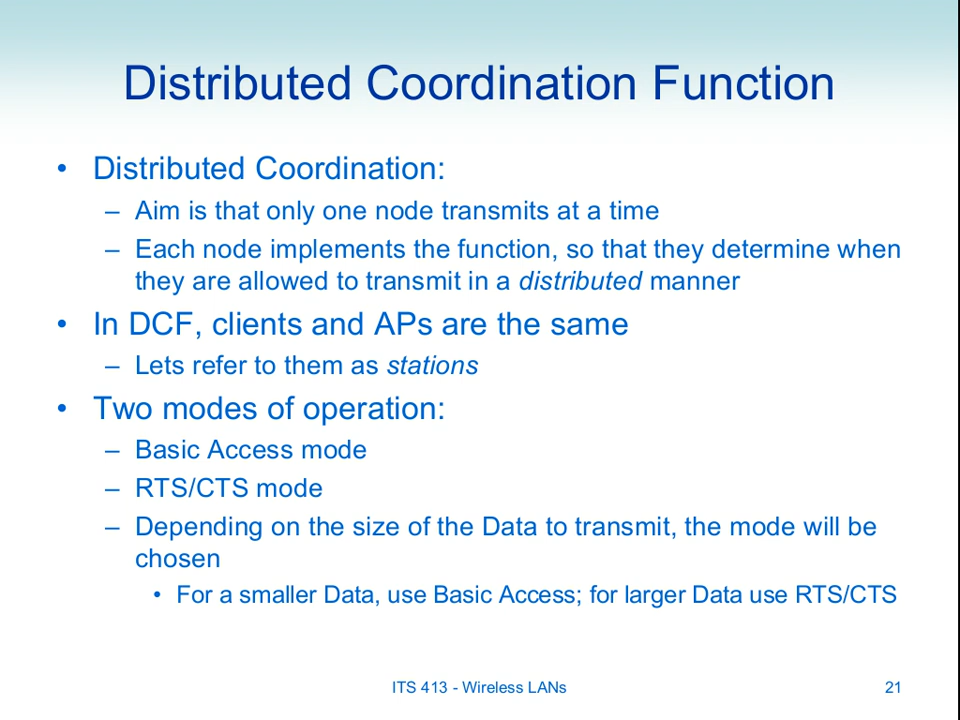 Distributed Coordination Function
• Distributed Coordination:
– Aim is that only one node transmits at a time
– Each node implements the function, so that they determine when
they are allowed to transmit in a distributed manner
• In DCF, clients and APs are the same
– Lets refer to them as stations
• Two modes of operation:
– Basic Access mode
– RTS/CTS mode
– Depending on the size of the Data to transmit, the mode will be
chosen
• For a smaller Data, use Basic Access; for larger Data use RTS/CTS
ITS 413 - Wireless LANs
21